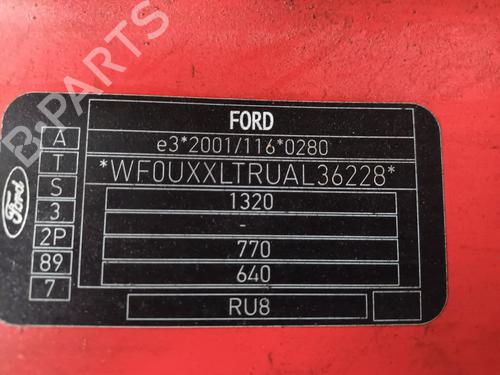 FORD
e3*2001/116*0280
*WF0UXXLTRUAL36228*
1320
-
770
640
RU8
A
T
S
3
2P
89
7
Ford
B-PARTS